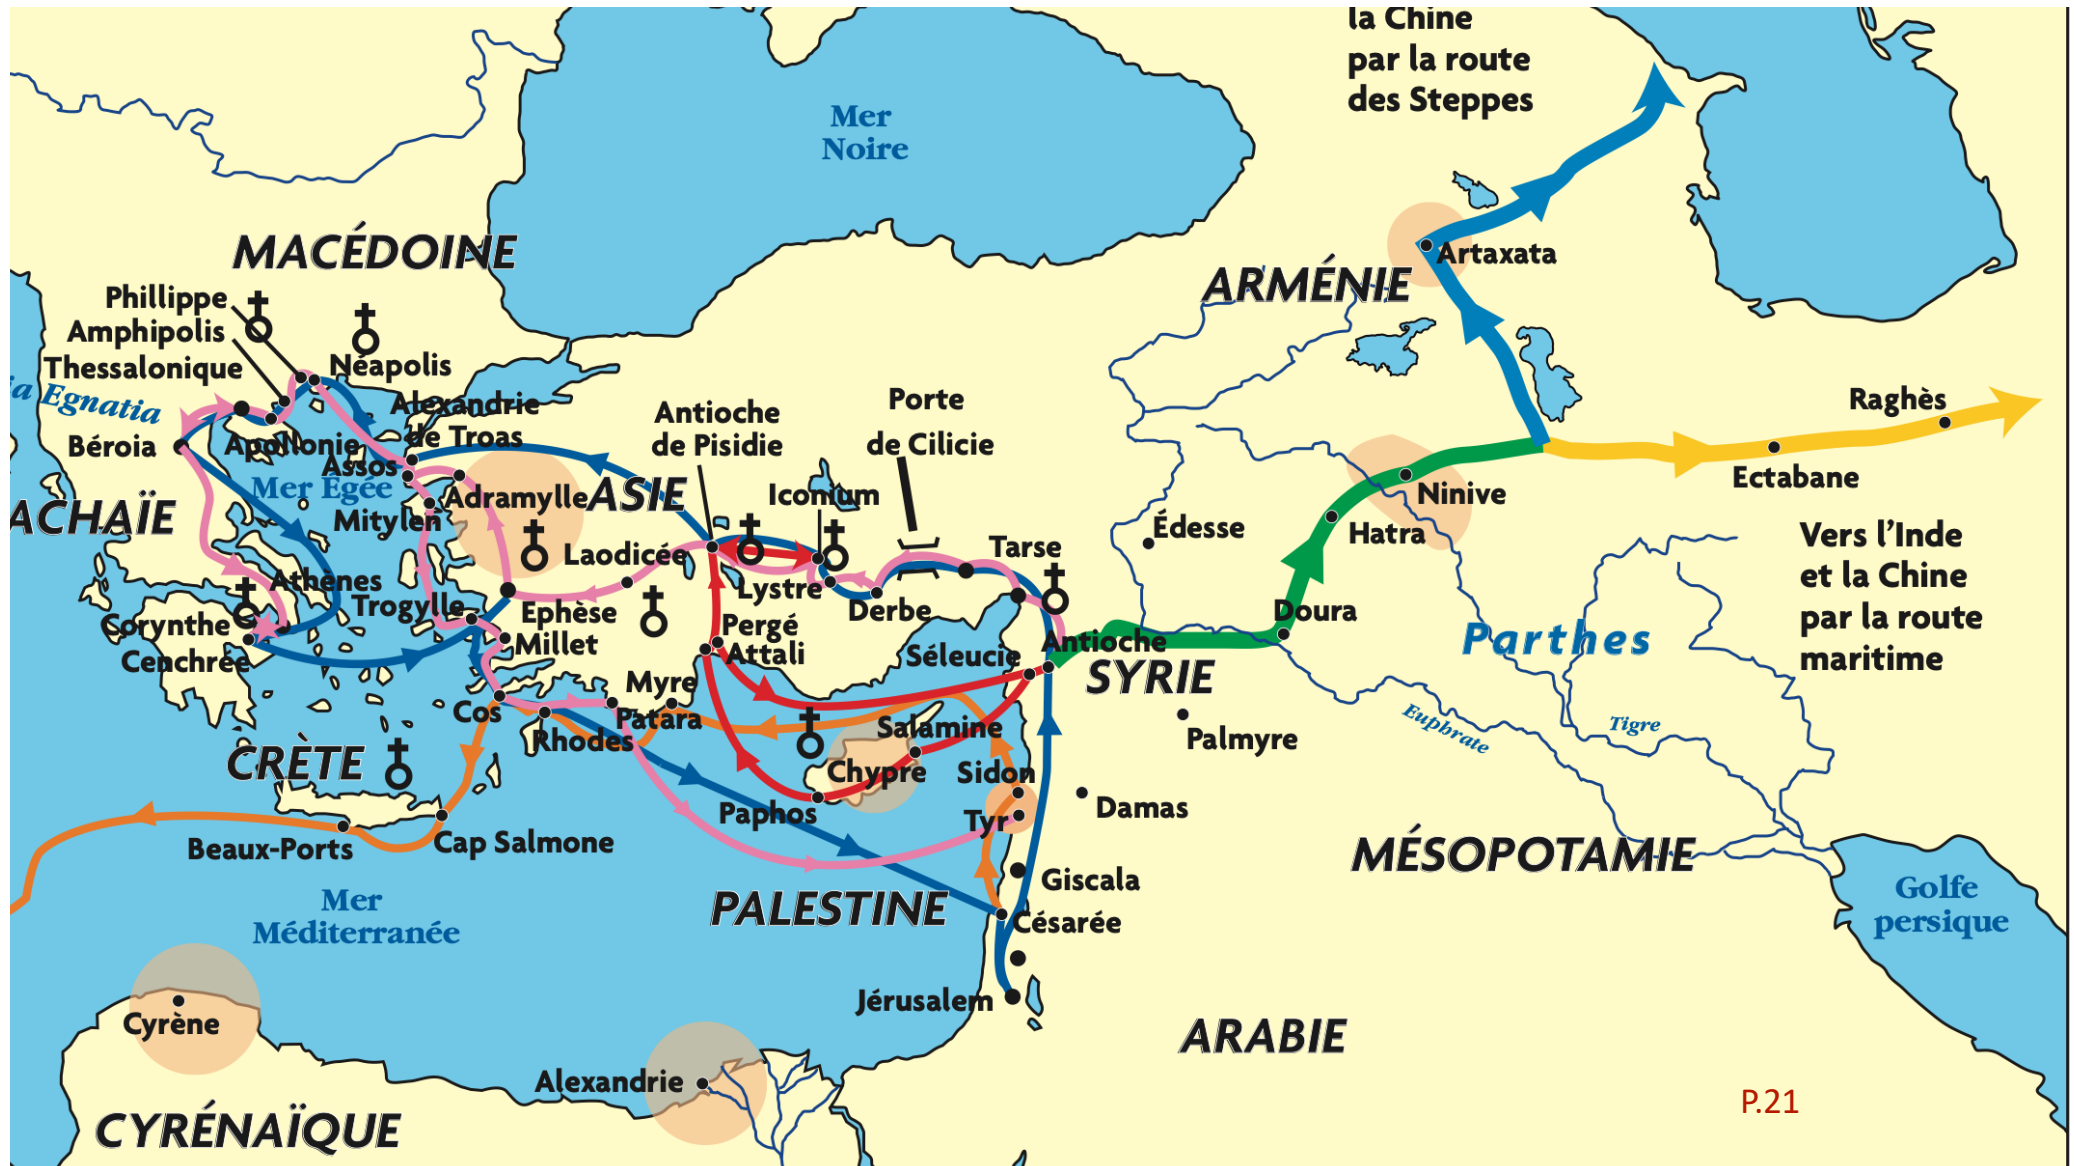 la Chine
par la route
des Steppes
Mer
Noire
MACÉDOINE
ARMÉNIE
Artaxata
Phillippe
Amphipolis
Thessalonique
Néapolis
ia Egnatia
Béroia
Apollonie
Alexandrie
de Troas
Assos
Mer Egée
Mitylen
Adramylle
ASIE
ACHAÏE
Antioche
de Pisidie
Iconium
Porte
de Cilicie
Raghès
Ectabane
Ninive
Hatra
Édesse
Vers l’Inde
et la Chine
par la route
maritime
Laodicée
Lystre
Derbe
Tarse
Athènes
Trogylle
Corynthe
Cenchrée
Ephèse
Millet
Pergé
Attali
Séleucie
Antioche
SYRIE
Doura
Parthes
Myre
Patara
Cos
Rhodes
Salamine
Chypre
Paphos
Sidon
Tyr
Palmyre
Damas
Euphrate
Tigre
CRÈTE
Beaux-Ports
Cap Salmone
MÉSOPOTAMIE
Giscala
PALESTINE
Césarée
Mer
Méditerranée
Golfe
persique
Jérusalem
Cyrène
ARABIE
Alexandrie
CYRÉNAÏQUE
P.21